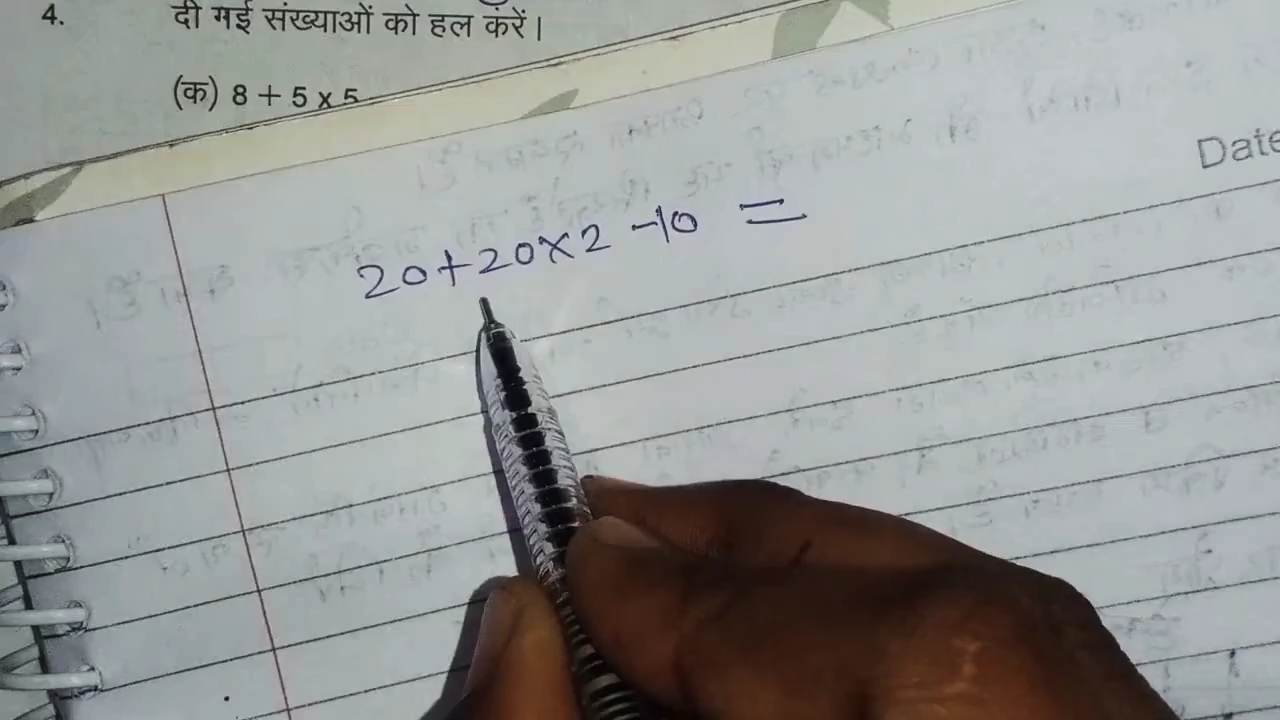 4. दी गई संख्याओं को हल करें।
(क) 8 + 5 x 5
Date
20+20×2-10 =